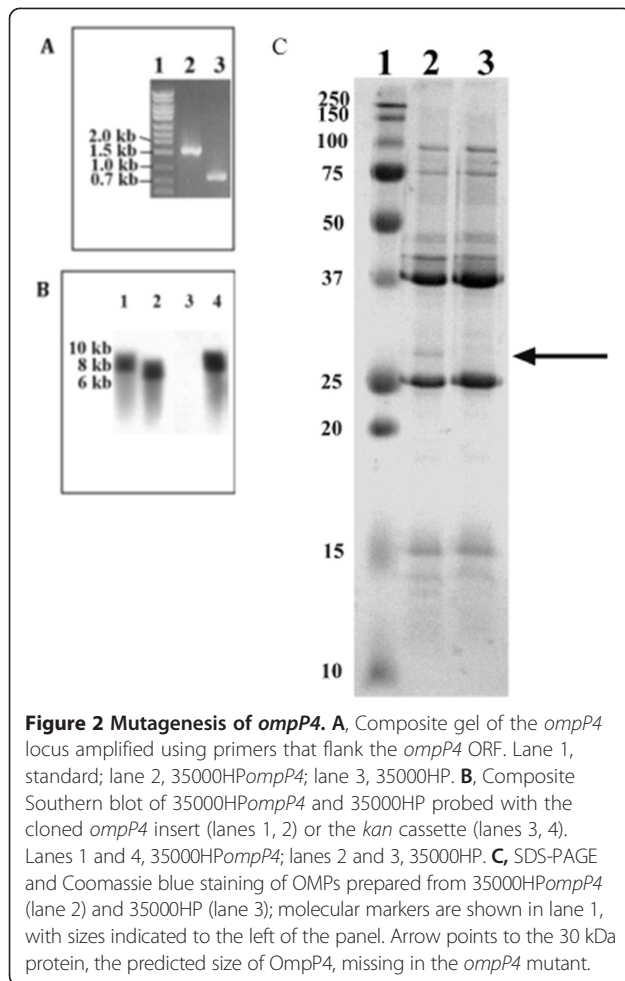 A
1 2 3
2.0 kb
1.5 kb
1.0 kb
0.7 kb
B
1 2 3 4
10 kb
8 kb
6 kb
C
1 2 3
250
150
100
75
50
37
25
20
15
10
Figure 2 Mutagenesis of ompP4. A, Composite gel of the ompP4
locus amplified using primers that flank the ompP4 ORF. Lane 1,
standard; lane 2, 35000HPompP4; lane 3, 35000HP. B, Composite
Southern blot of 35000HPompP4 and 35000HP probed with the
cloned ompP4 insert (lanes 1, 2) or the kan cassette (lanes 3, 4).
Lanes 1 and 4, 35000HPompP4; lanes 2 and 3, 35000HP. C, SDS-PAGE
and Coomassie blue staining of OMPs prepared from 35000HPompP4
(lane 2) and 35000HP (lane 3); molecular markers are shown in lane 1,
with sizes indicated to the left of the panel. Arrow points to the 30 kDa
protein, the predicted size of OmpP4, missing in the ompP4 mutant.